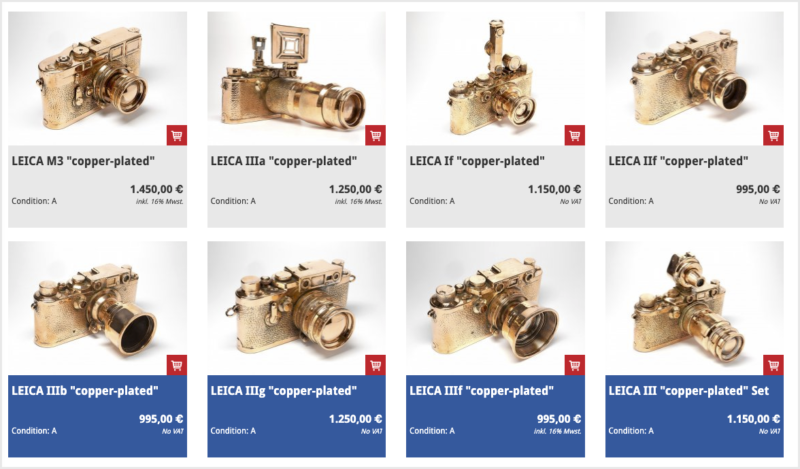 LEICA M3 "copper-plated"
1.450,00 €
Condition: A
inkl. 16% Mwst.
LEICA IIIa "copper-plated"
1.250,00 €
Condition: A
inkl. 16% Mwst.
LEICA If "copper-plated"
1.150,00 €
Condition: A
No VAT
LEICA IIf "copper-plated"
995,00 €
Condition: A
No VAT
LEICA IIIb "copper-plated"
995,00 €
Condition: A
No VAT
LEICA IIIg "copper-plated"
1.250,00 €
Condition: A
No VAT
LEICA IIIf "copper-plated"
995,00 €
Condition: A
inkl. 16% Mwst.
LEICA III "copper-plated" Set
1.150,00 €
Condition: A
No VAT